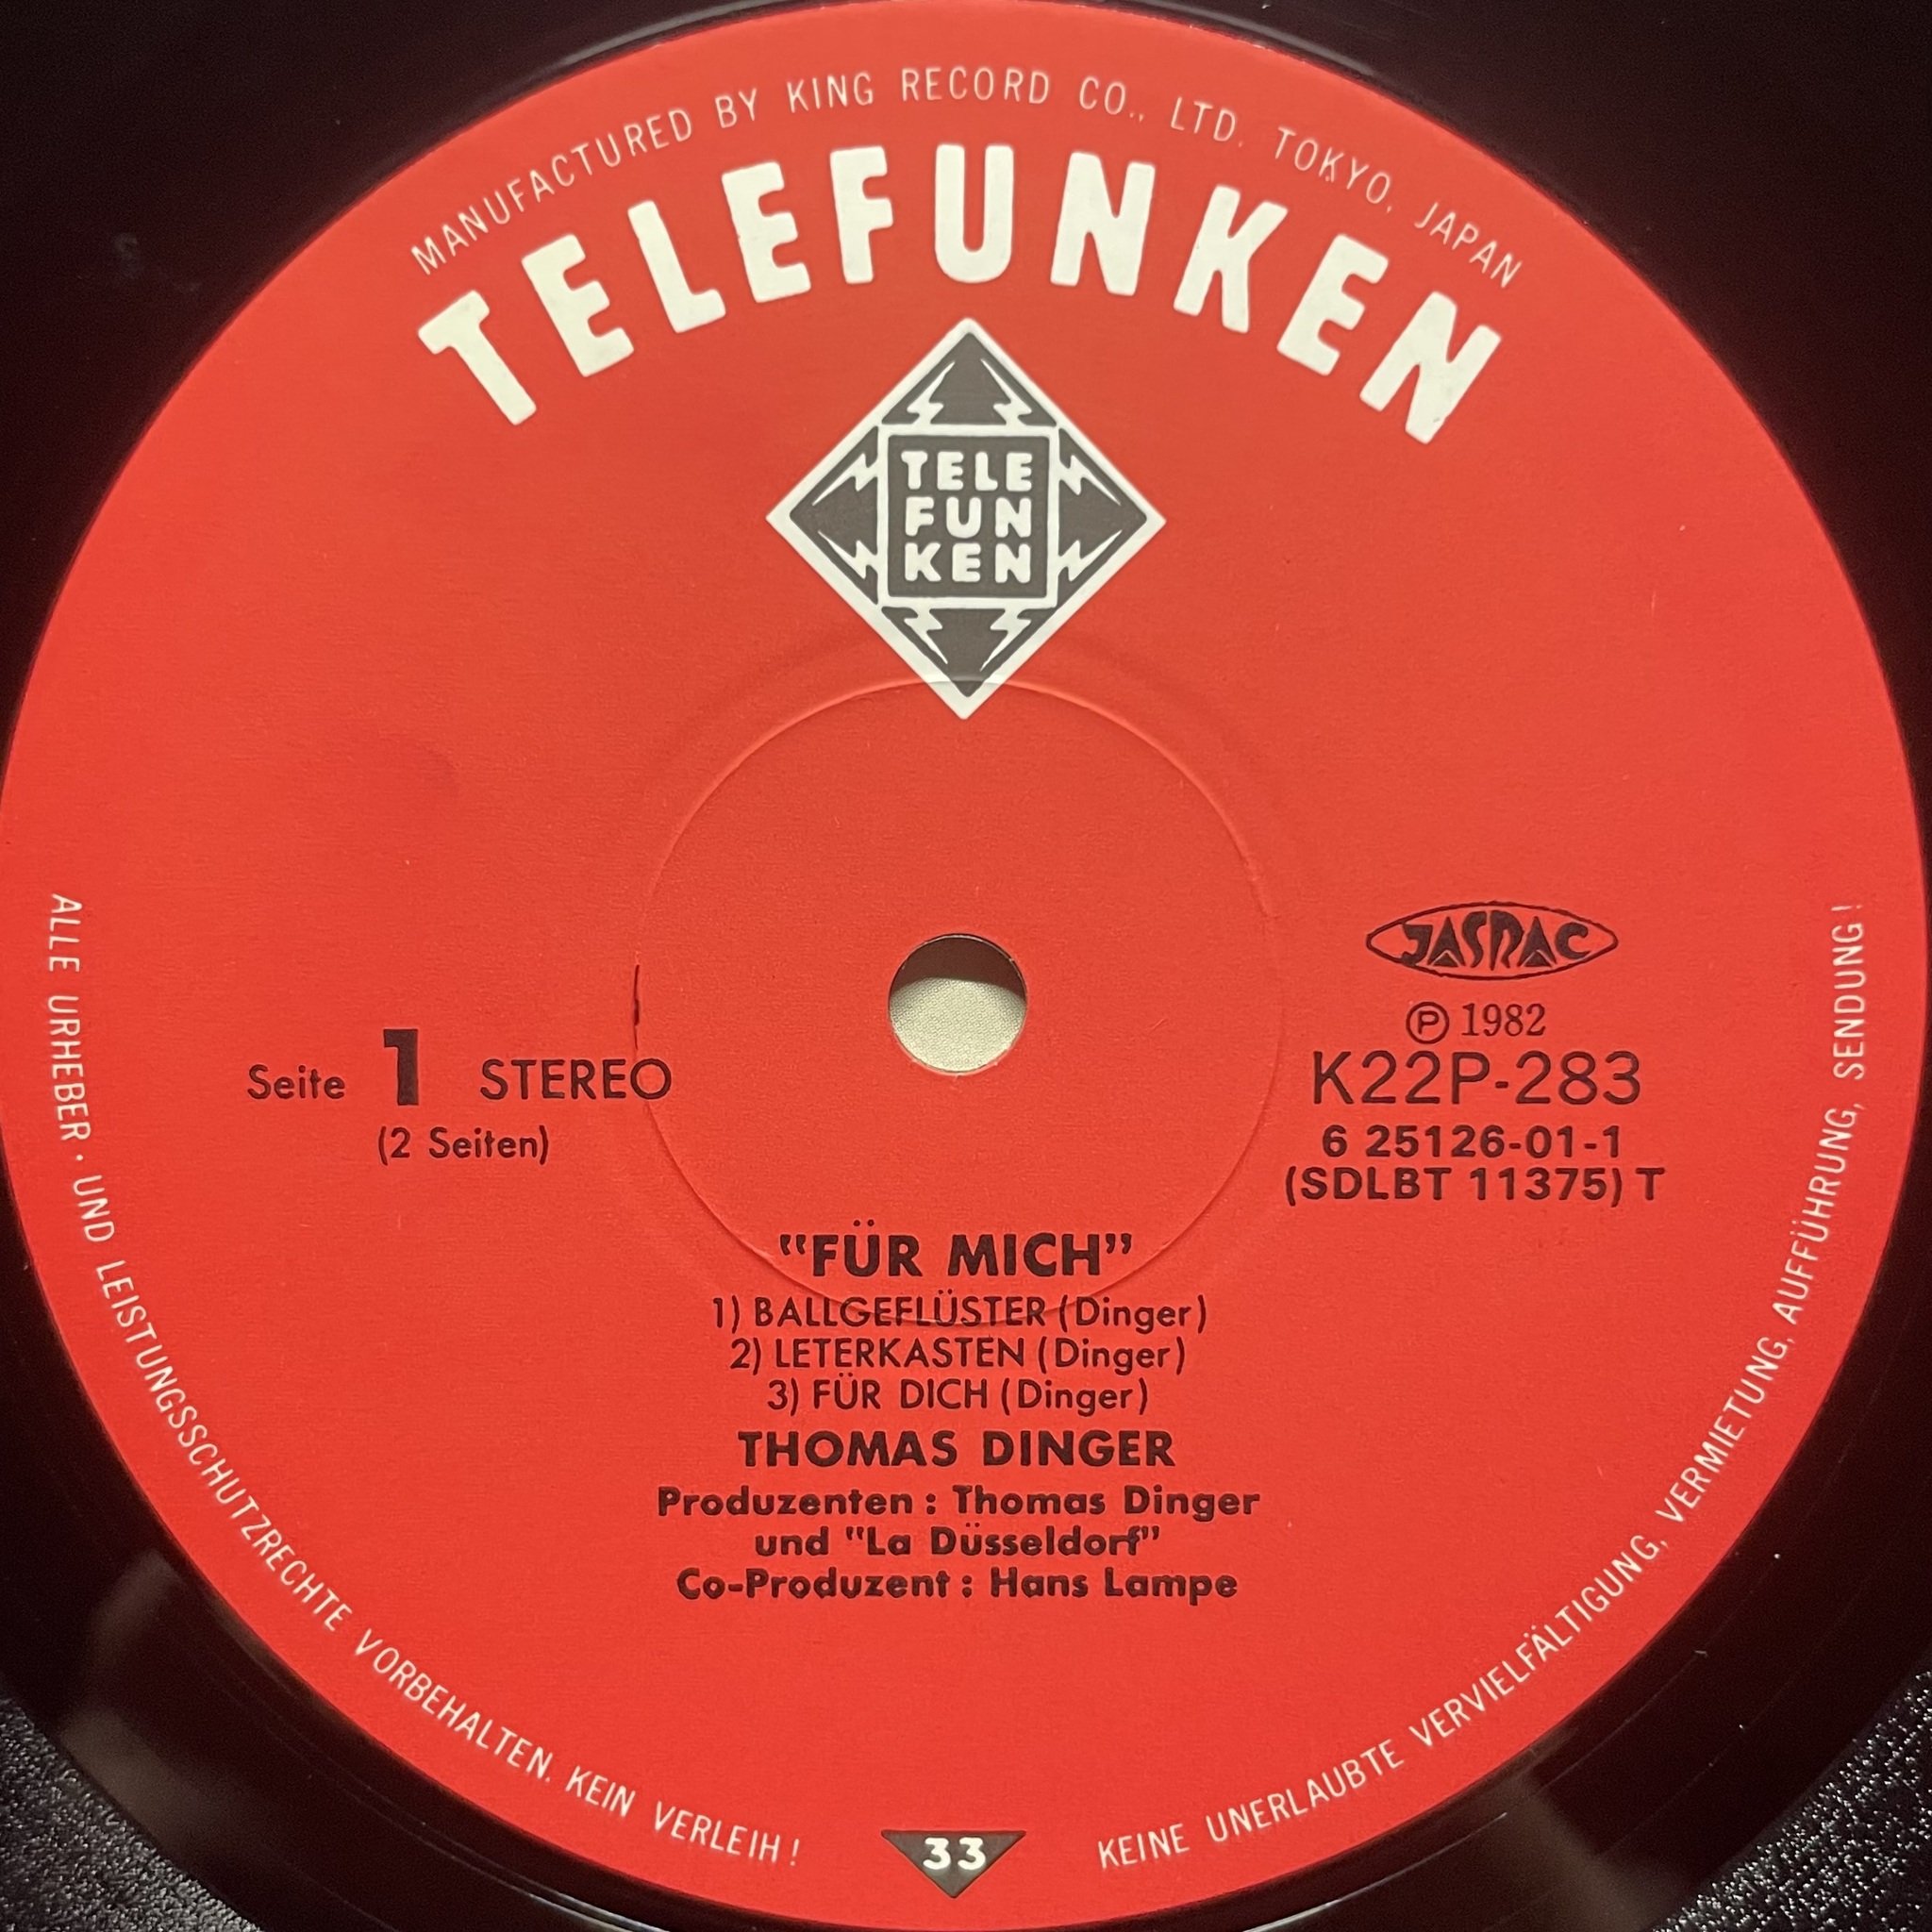 MANUFACTURED BY KING RECORD CO., LTD. TOKYO, JAPAN
TELEFUNKEN
TELE
FUN
KEN
JASRAC
Ⓟ 1982
K22P-283
6 25126-01-1
(SDLBT 11375) T
Seite 1 STEREO
(2 Seiten)
"FÜR MICH"
1) BALLGEFLÜSTER (Dinger)
2) LETERKASTEN (Dinger)
3) FÜR DICH (Dinger)
THOMAS DINGER
Produzenten : Thomas Dinger
und "La Düsseldorf"
Co-Produzent : Hans Lampe
ALLE URHEBER · UND LEISTUNGSSCHUTZRECHTE VORBEHALTEN. KEIN VERLEIH!
33
KEINE UNERLAUBTE VERVIELFÄLTIGUNG, VERMIETUNG, AUFFÜHRUNG, SENDUNG!